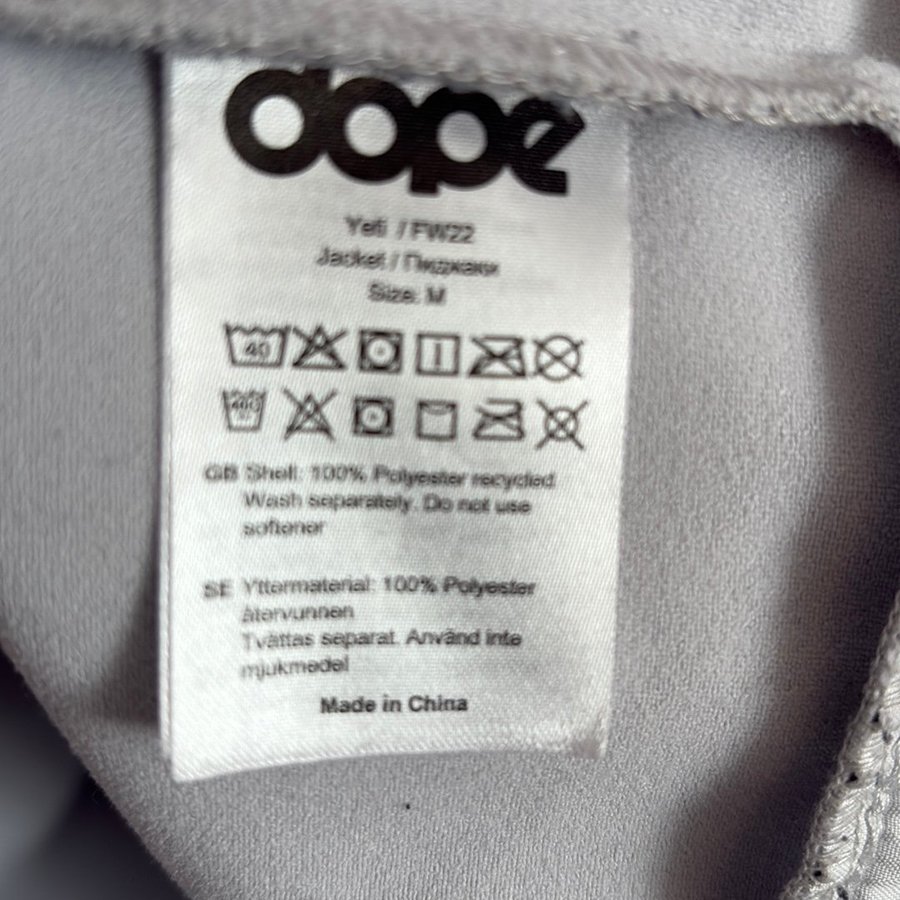 dope
Yeti / FW22
Jacket / Пиджаки
Size: M
40
GB Shell: 100% Polyester recycled
Wash separately. Do not use
softener
SE Yttermaterial: 100% Polyester
återvunnen
Tvättas separat. Använd inte
mjukmedel
Made in China